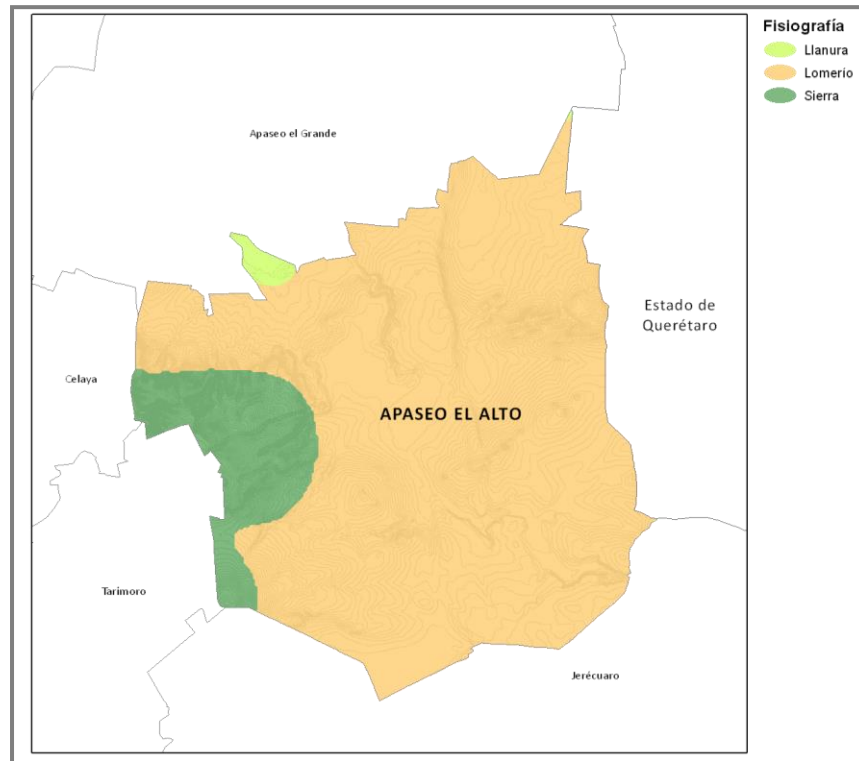 Fisiografía
Llanura
Lomerío
Sierra
Apaseo el Grande
Estado de
Querétaro
Celaya
APASEO EL ALTO
Tarimoro
Jerécuaro